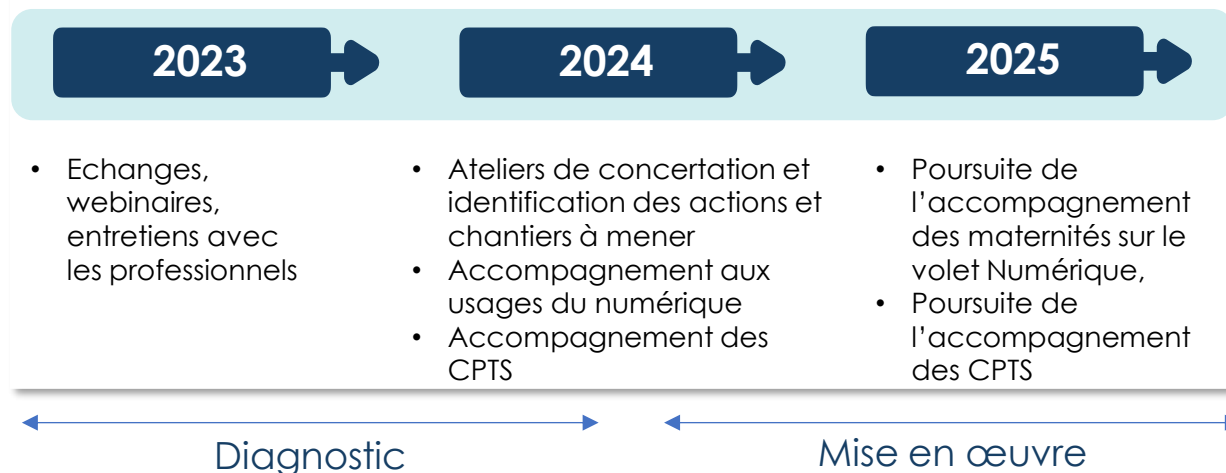 2023
2024
2025
• Echanges,
webinaires,
entretiens avec
les professionnels
• Ateliers de concertation et
identification des actions et
chantiers à mener
• Accompagnement aux
usages du numérique
• Accompagnement des
CPTS
• Poursuite de
l’accompagnement
des maternités sur le
volet Numérique,
• Poursuite de
l’accompagnement
des CPTS
Diagnostic
Mise en œuvre